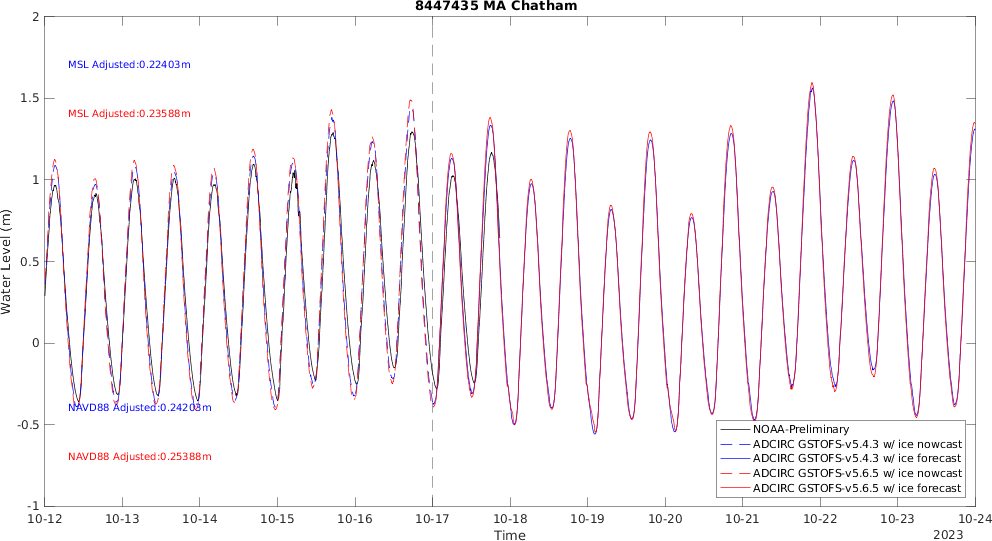 8447435 MA Chatham
2
MSL Adjusted:0.22403m
1.5
MSL Adjusted:0.23588m
1
0.5
Water Level (m)
0
NAVD88 Adjusted:0.24203m
-0.5
NAVD88 Adjusted:0.25388m
-1
NOAA-Preliminary
ADCIRC GSTOFS-v5.4.3 w/ ice nowcast
ADCIRC GSTOFS-v5.4.3 w/ ice forecast
ADCIRC GSTOFS-v5.6.5 w/ ice nowcast
ADCIRC GSTOFS-v5.6.5 w/ ice forecast
10-12 10-13 10-14 10-15 10-16 10-17 10-18 10-19 10-20 10-21 10-22 10-23 10-24
Time
2023